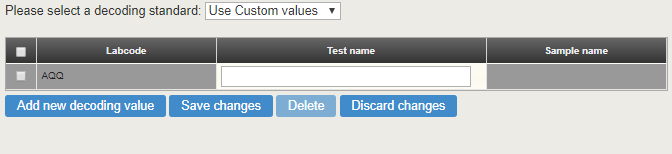 Please select a decoding standard: Use Custom values
Labcode Test name Sample name
AQQ
Add new decoding value Save changes Delete Discard changes